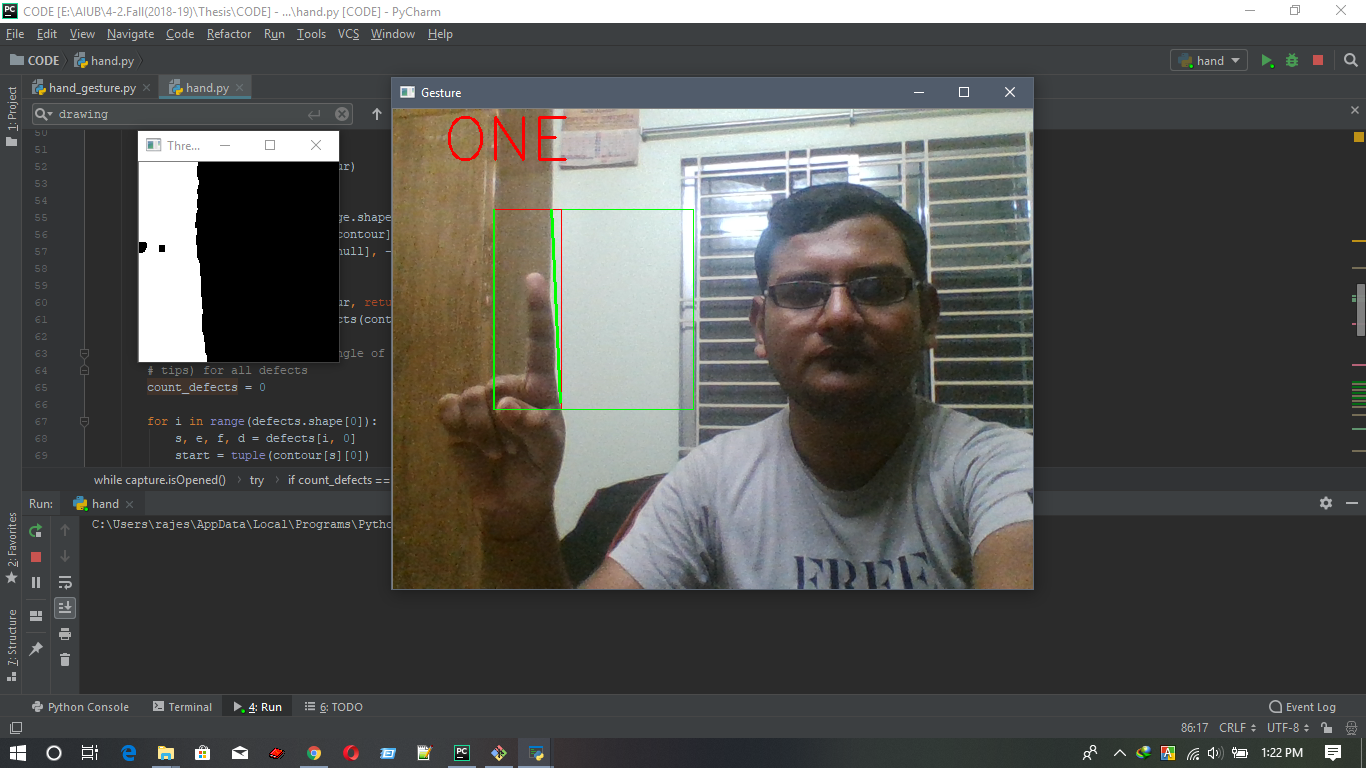 CODE [E:\AIUB\4-2.Fall(2018-19)\Thesis\CODE] - ...\hand.py [CODE] - PyCharm
File Edit View Navigate Code Refactor Run Tools VCS Window Help
CODE hand.py hand
hand_gesture.py hand.py
drawing
1: Project
Gesture
ONE
Thre...
50
51
52 ur)
53
54
55 ge.shape
56 contour]
57 null], -
58
59
60 ur, retu
61 cts(cont
62
63 ngle of
64 # tips) for all defects
65 count_defects = 0
66
67 for i in range(defects.shape[0]):
68 s, e, f, d = defects[i, 0]
69 start = tuple(contour[s][0])
while capture.isOpened() try if count_defects ==
Run: hand
C:\Users\rajes\AppData\Local\Programs\Pytho
FREE
2: Favorites
7: Structure
Python Console Terminal 4: Run 6: TODO Event Log
86:17 CRLF UTF-8
1:22 PM